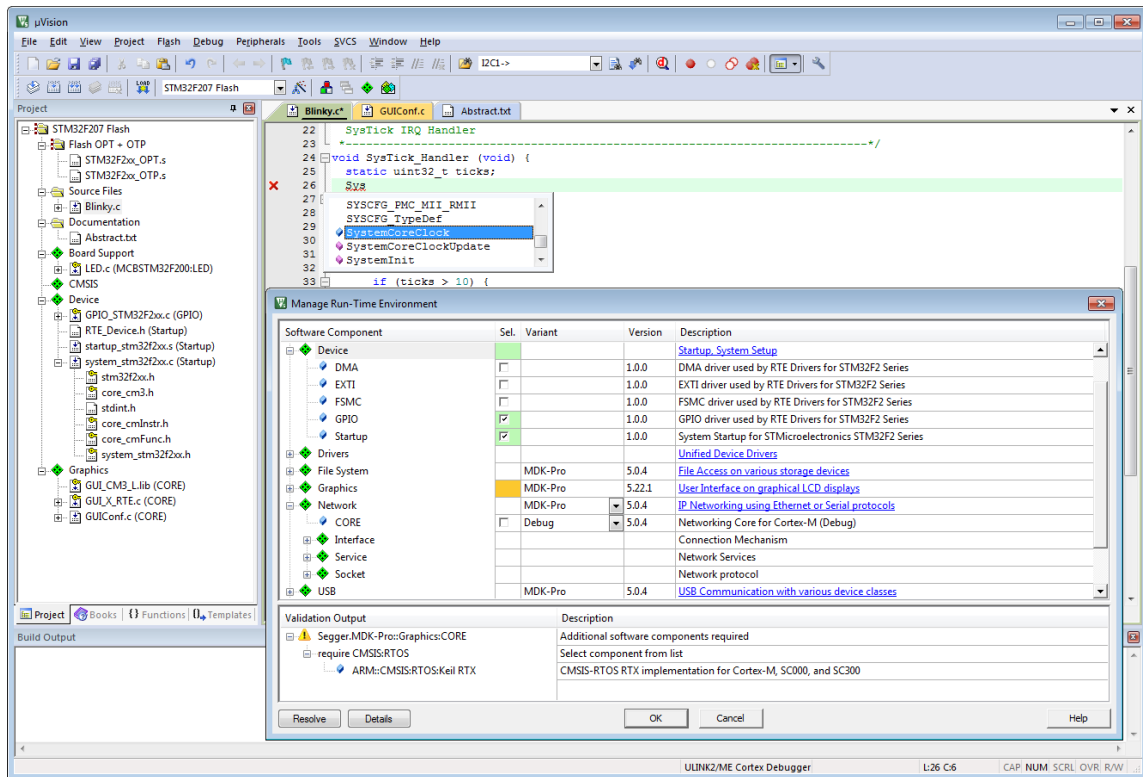 µVision
File Edit View Project Flash Debug Peripherals Tools SVCS Window Help
I2C1->
LOAD STM32F207 Flash
Project
STM32F207 Flash
Flash OPT + OTP
STM32F2xx_OPT.s
STM32F2xx_OTP.s
Source Files
Blinky.c
Documentation
Abstract.txt
Board Support
LED.c (MCBSTM32F200:LED)
CMSIS
Device
GPIO_STM32F2xx.c (GPIO)
RTE_Device.h (Startup)
startup_stm32f2xx.s (Startup)
system_stm32f2xx.c (Startup)
stm32f2xx.h
core_cm3.h
stdint.h
core_cmInstr.h
core_cmFunc.h
system_stm32f2xx.h
Graphics
GUI_CM3_L.lib (CORE)
GUI_X_RTE.c (CORE)
GUIConf.c (CORE)
Project Books {} Functions Templates
Blinky.c* GUIConf.c Abstract.txt
22 SysTick IRQ Handler
23 *----------------------------------------------------------------------------*/
24 void SysTick_Handler (void) {
25 static uint32_t ticks;
26 Sys
27
28
29
30
31
32
33 if (ticks > 10) {
SYSCFG_PMC_MII_RMII
SYSCFG_TypeDef
SystemCoreClock
SystemCoreClockUpdate
SystemInit
Manage Run-Time Environment
Software Component Sel. Variant Version Description
Device Startup, System Setup
DMA 1.0.0 DMA driver used by RTE Drivers for STM32F2 Series
EXTI 1.0.0 EXTI driver used by RTE Drivers for STM32F2 Series
FSMC 1.0.0 FSMC driver used by RTE Drivers for STM32F2 Series
GPIO 1.0.0 GPIO driver used by RTE Drivers for STM32F2 Series
Startup 1.0.0 System Startup for STMicroelectronics STM32F2 Series
Drivers Unified Device Drivers
File System MDK-Pro 5.0.4 File Access on various storage devices
Graphics MDK-Pro 5.22.1 User Interface on graphical LCD displays
Network MDK-Pro 5.0.4 IP Networking using Ethernet or Serial protocols
CORE Debug 5.0.4 Networking Core for Cortex-M (Debug)
Interface Connection Mechanism
Service Network Services
Socket Network protocol
USB MDK-Pro 5.0.4 USB Communication with various device classes
Validation Output Description
Segger.MDK-Pro::Graphics:CORE Additional software components required
require CMSIS:RTOS Select component from list
ARM::CMSIS:RTOS:Keil RTX CMSIS-RTOS RTX implementation for Cortex-M, SC000, and SC300
Resolve Details OK Cancel Help
Build Output
ULINK2/ME Cortex Debugger L:26 C:6 CAP NUM SCRL OVR R/W